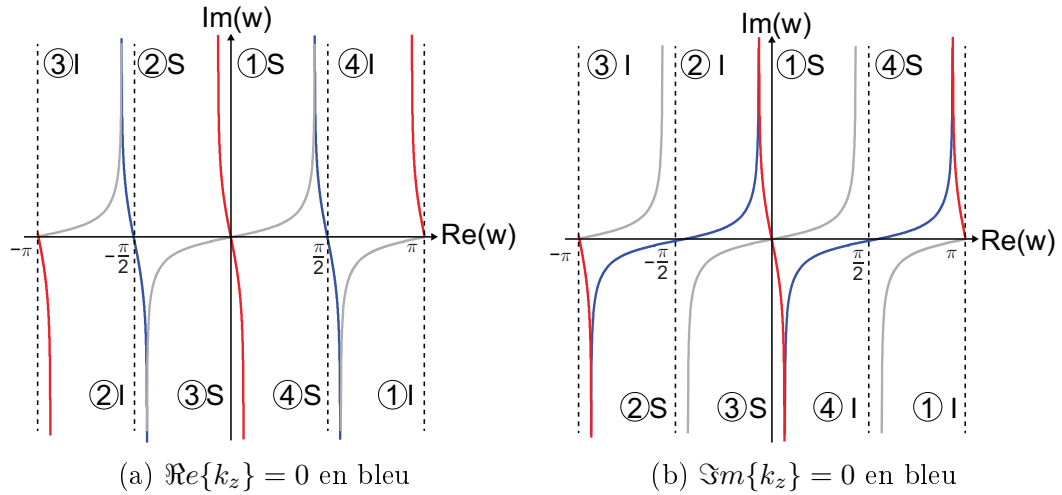 Im(w)
③I ②S ①S ④I
−π −π/2 π/2 π Re(w)
②I ③S ④S ①I
(a) ℜe{k_z} = 0 en bleu
Im(w)
③ I ② I ①S ④S
−π −π/2 π/2 π Re(w)
②S ③S ④ I ① I
(b) ℑm{k_z} = 0 en bleu